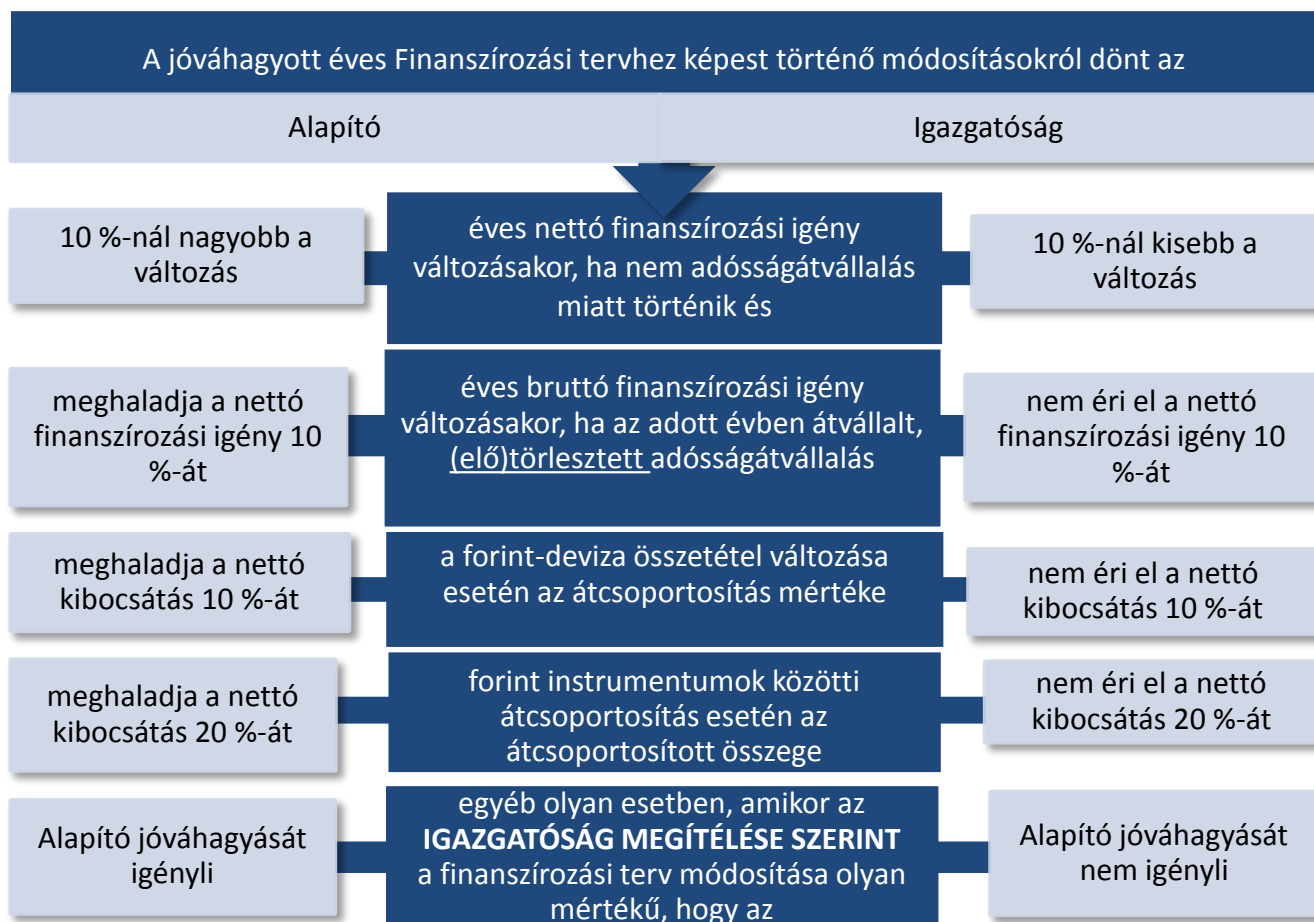 A jóváhagyott éves Finanszírozási tervhez képest történő módosításokról dönt az
Alapító
Igazgatóság
10 %-nál nagyobb a
változás
éves nettó finanszírozási igény
változásakor, ha nem adósságátvállalás
miatt történik és
10 %-nál kisebb a
változás
meghaladja a nettó
finanszírozási igény 10
%-át
éves bruttó finanszírozási igény
változásakor, ha az adott évben átvállalt,
(elő)törlesztett adósságátvállalás
nem éri el a nettó
finanszírozási igény 10
%-át
meghaladja a nettó
kibocsátás 10 %-át
a forint-deviza összetétel változása
esetén az átcsoportosítás mértéke
nem éri el a nettó
kibocsátás 10 %-át
meghaladja a nettó
kibocsátás 20 %-át
forint instrumentumok közötti
átcsoportosítás esetén az
átcsoportosított összege
nem éri el a nettó
kibocsátás 20 %-át
Alapító jóváhagyását
igényli
egyéb olyan esetben, amikor az
IGAZGATÓSÁG MEGÍTÉLÉSE SZERINT
a finanszírozási terv módosítása olyan
mértékű, hogy az
Alapító jóváhagyását
nem igényli